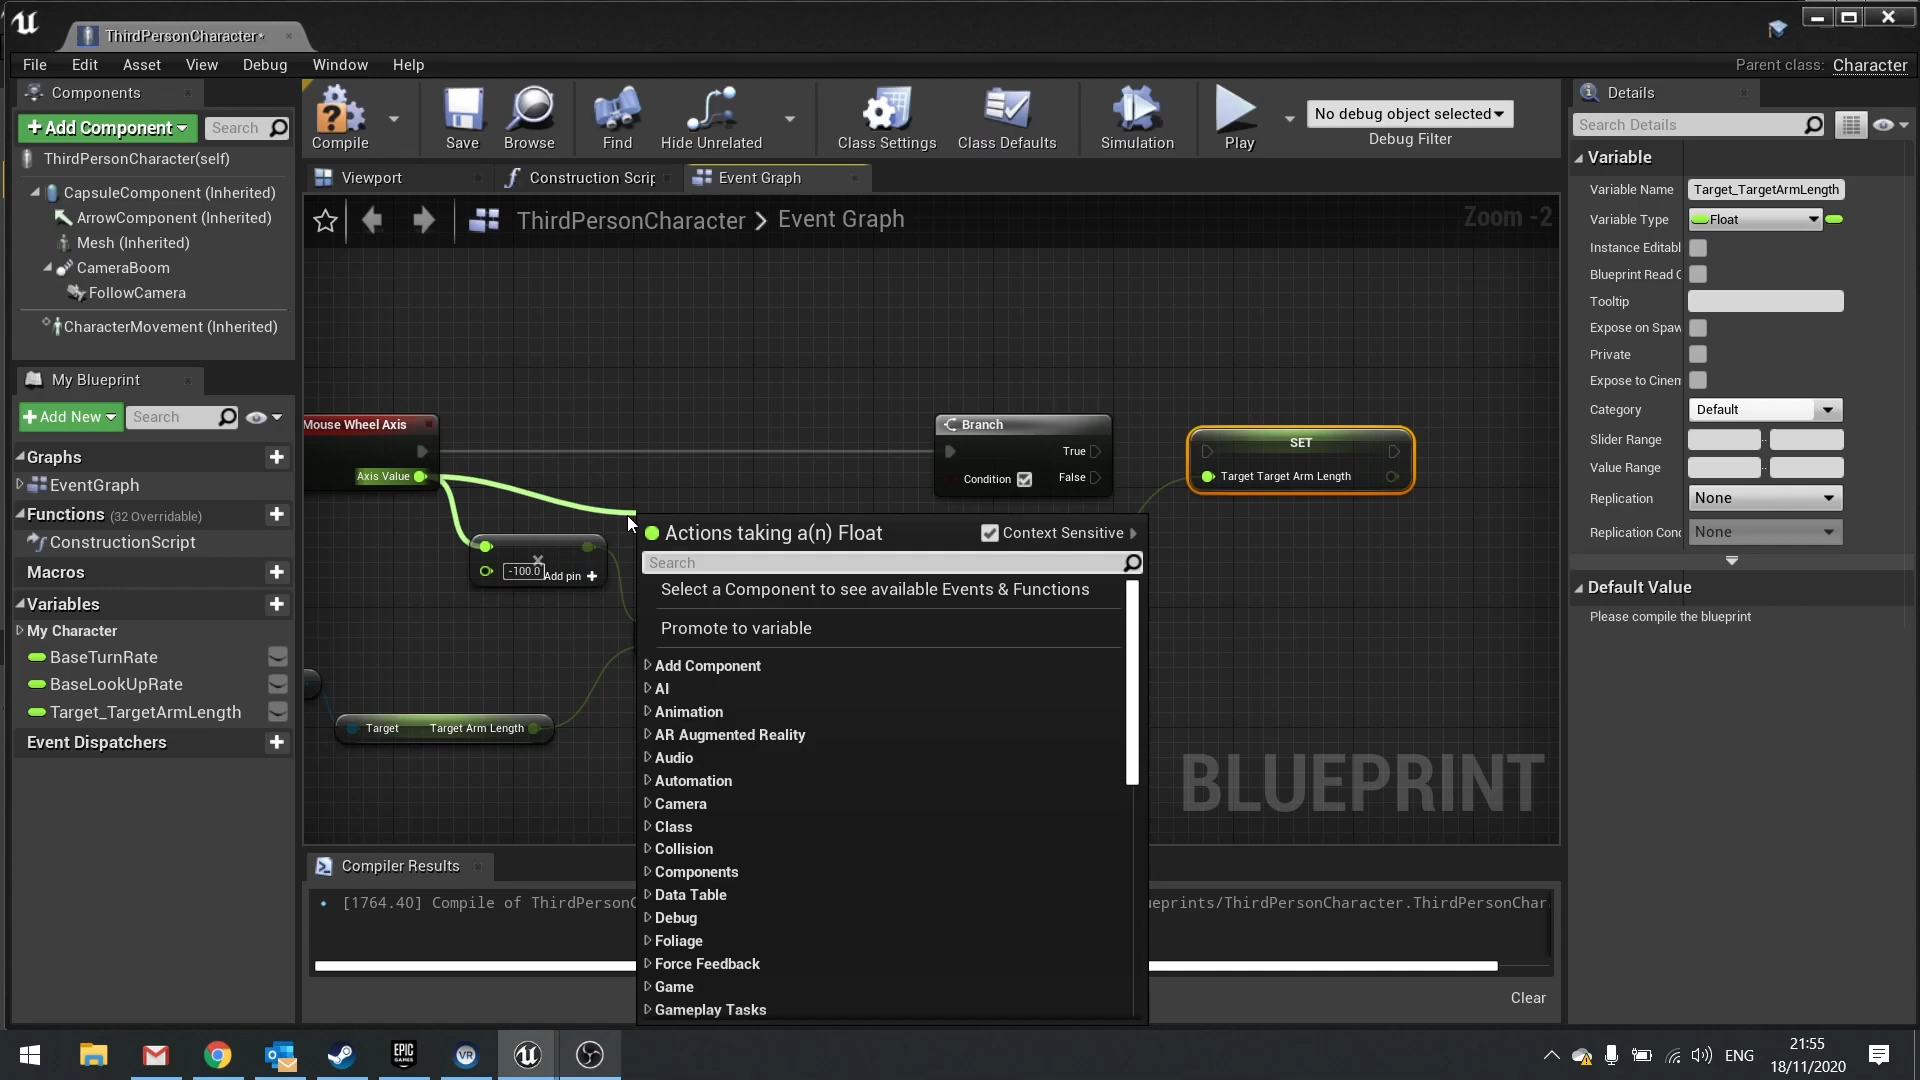 ThirdPersonCharacter*
File Edit Asset View Debug Window Help
Parent class: Character
Components
+Add Component
Search
ThirdPersonCharacter(self)
CapsuleComponent (Inherited)
ArrowComponent (Inherited)
Mesh (Inherited)
CameraBoom
FollowCamera
CharacterMovement (Inherited)
My Blueprint
+Add New
Search
Graphs
EventGraph
Functions (32 Overridable)
ConstructionScript
Macros
Variables
My Character
BaseTurnRate
BaseLookUpRate
Target_TargetArmLength
Event Dispatchers
Compile
Save
Browse
Find
Hide Unrelated
Class Settings
Class Defaults
Simulation
Play
No debug object selected
Debug Filter
Viewport
Construction Scrip
Event Graph
ThirdPersonCharacter > Event Graph
Zoom -2
Mouse Wheel Axis
Axis Value
-100.0
Add pin +
Target Target Arm Length
Branch
True
Condition False
SET
Target Target Arm Length
Actions taking a(n) Float
Context Sensitive
Search
Select a Component to see available Events & Functions
Promote to variable
Add Component
AI
Animation
AR Augmented Reality
Audio
Automation
Camera
Class
Collision
Components
Data Table
Debug
Foliage
Force Feedback
Game
Gameplay Tasks
BLUEPRINT
Compiler Results
[1764.40] Compile of ThirdPersonC
ueprints/ThirdPersonCharacter.ThirdPersonChar
Clear
Details
Search Details
Variable
Variable Name Target_TargetArmLength
Variable Type Float
Instance Editabl
Blueprint Read C
Tooltip
Expose on Spaw
Private
Expose to Cinen
Category Default
Slider Range
Value Range
Replication None
Replication Cond None
Default Value
Please compile the blueprint
EPIC
GAMES
VR
ENG
21:55
18/11/2020